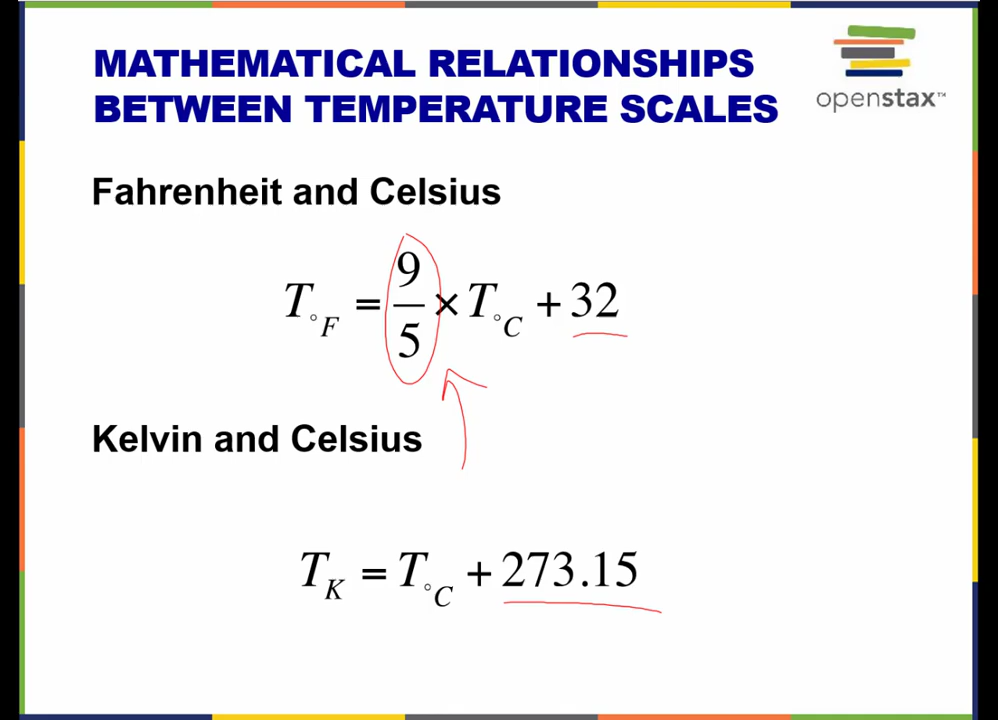 MATHEMATICAL RELATIONSHIPS
BETWEEN TEMPERATURE SCALES
openstax™
Fahrenheit and Celsius
T°F = 9/5 × T°C + 32
Kelvin and Celsius
TK = T°C + 273.15